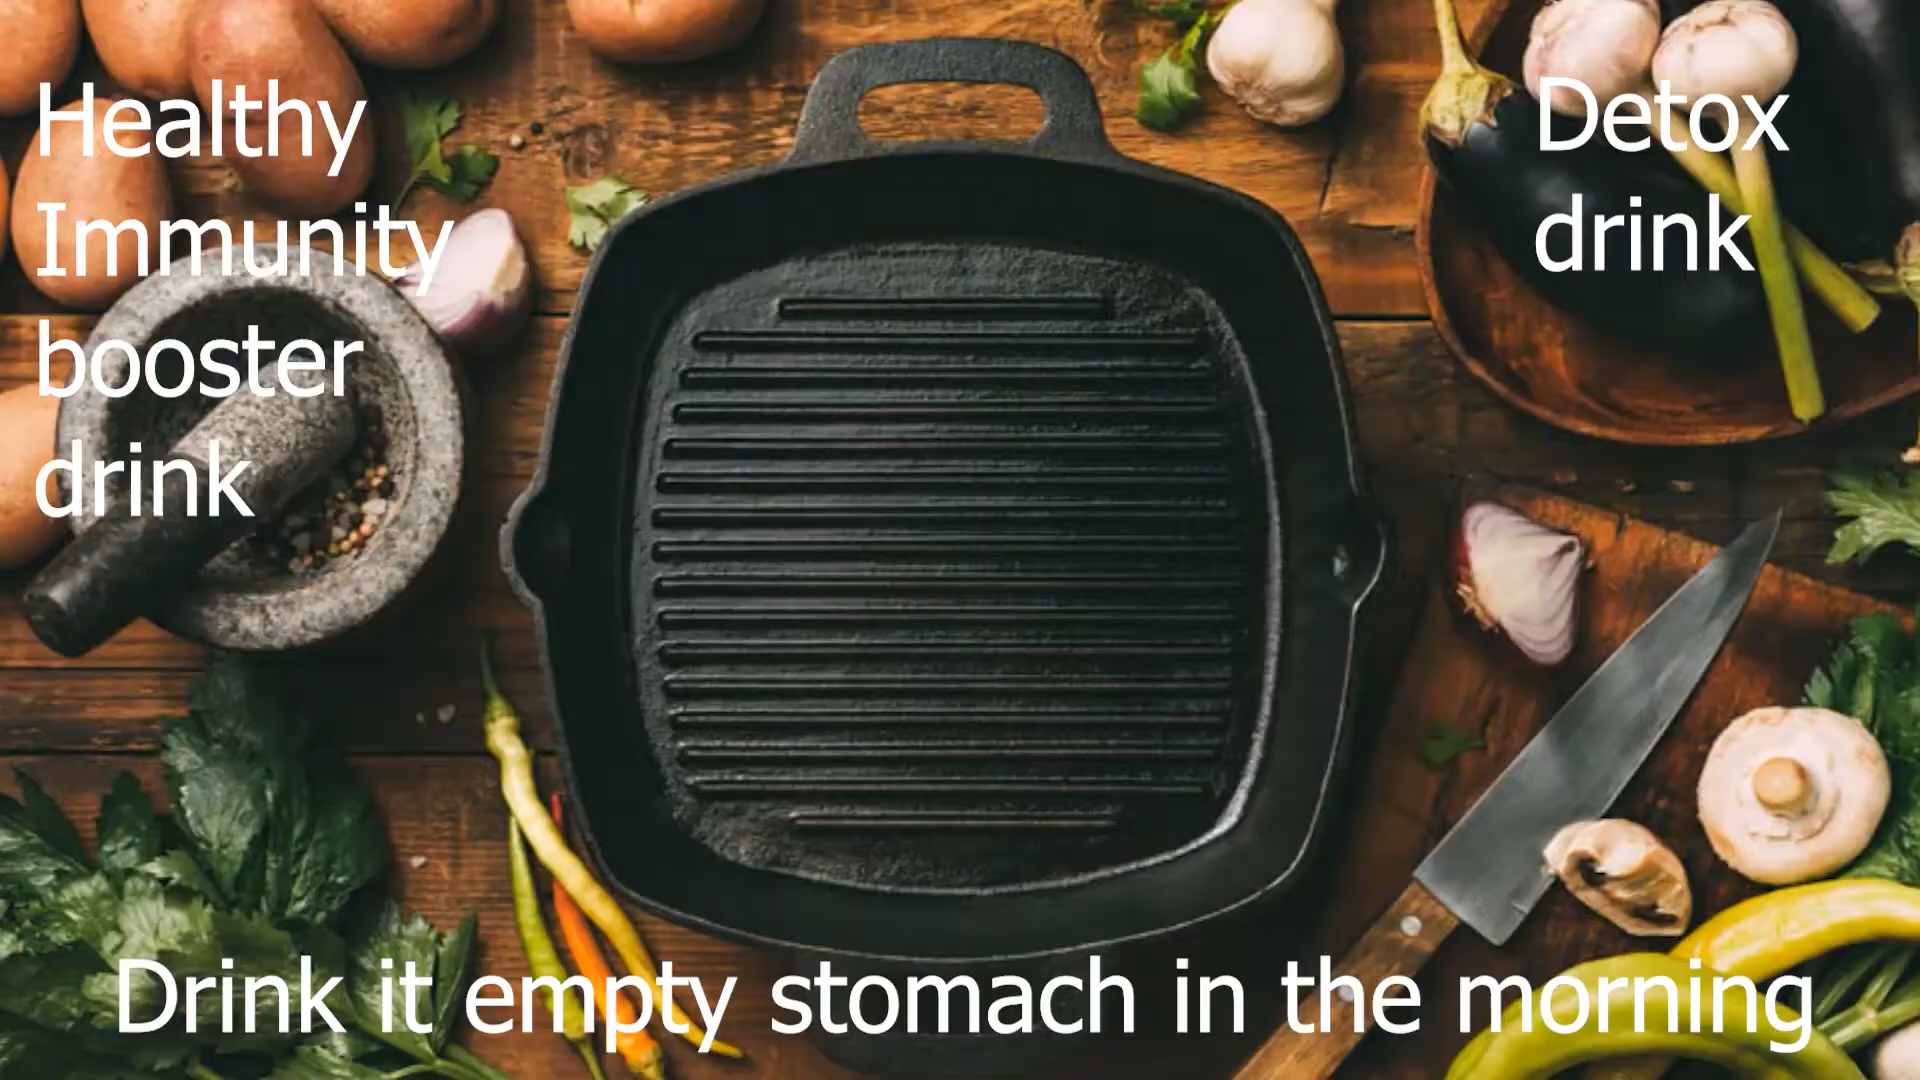 Healthy
Immunity
booster
drink
Detox
drink
Drink it empty stomach in the morning